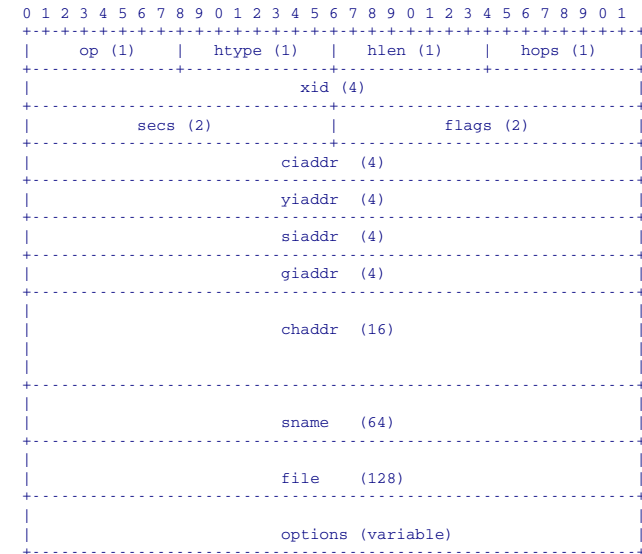 0 1 2 3 4 5 6 7 8 9 0 1 2 3 4 5 6 7 8 9 0 1 2 3 4 5 6 7 8 9 0 1
op (1) | htype (1) | hlen (1) | hops (1)
xid (4)
secs (2) | flags (2)
ciaddr (4)
yiaddr (4)
siaddr (4)
giaddr (4)
chaddr (16)
sname (64)
file (128)
options (variable)